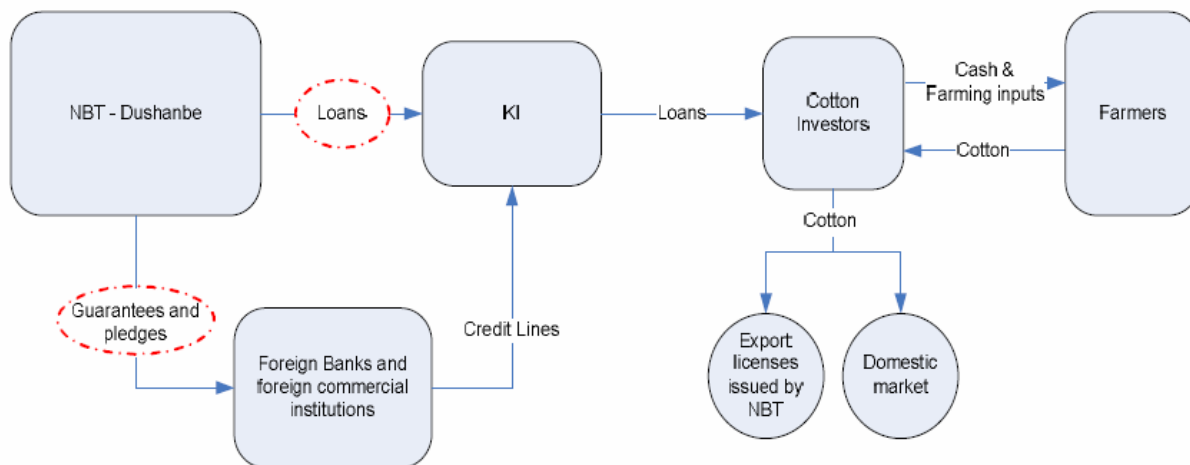 NBT - Dushanbe
Loans
KI
Loans
Cotton
Investors
Cash &
Farming inputs
Cotton
Farmers
Cotton
Guarantees and
pledges
Foreign Banks and
foreign commercial
institutions
Credit Lines
Export
licenses
issued by
NBT
Domestic
market